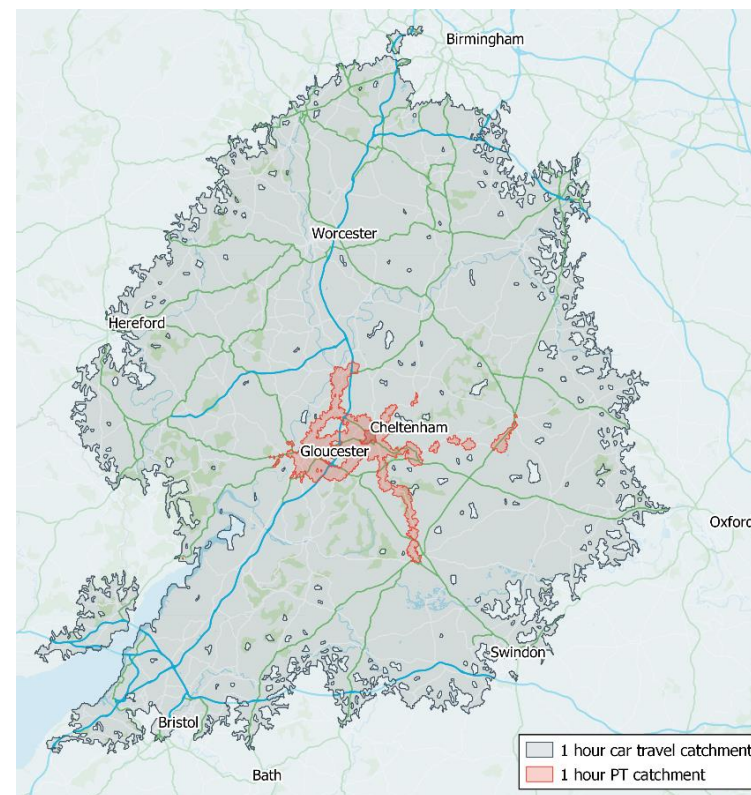 Birmingham
Worcester
Hereford
Cheltenham
Gloucester
Oxford
Swindon
Bristol
Bath
1 hour car travel catchment
1 hour PT catchment